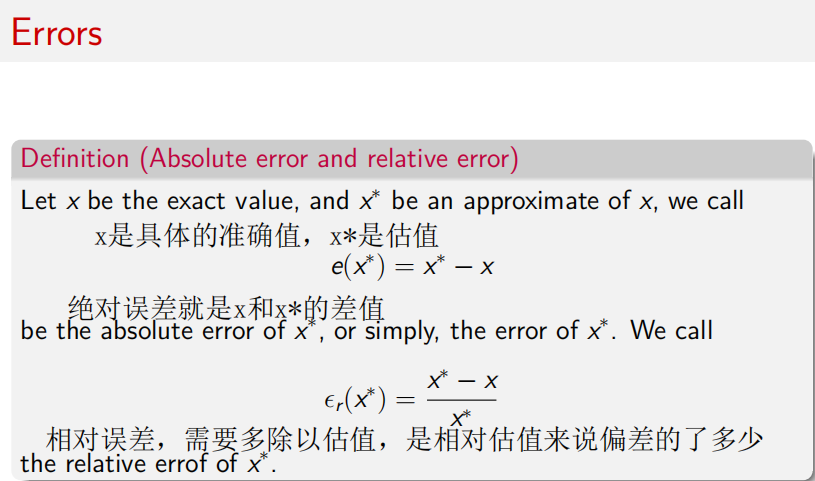 Errors
Definition (Absolute error and relative error)
Let x be the exact value, and x* be an approximate of x, we call
x是具体的准确值，x*是估值
e(x*) = x* − x
绝对误差就是x和x*的差值
be the absolute error of x*, or simply, the error of x*. We call
ϵr(x*) = (x* − x) / x*
相对误差，需要多除以估值，是相对估值来说偏差的了多少
the relative errof of x*.